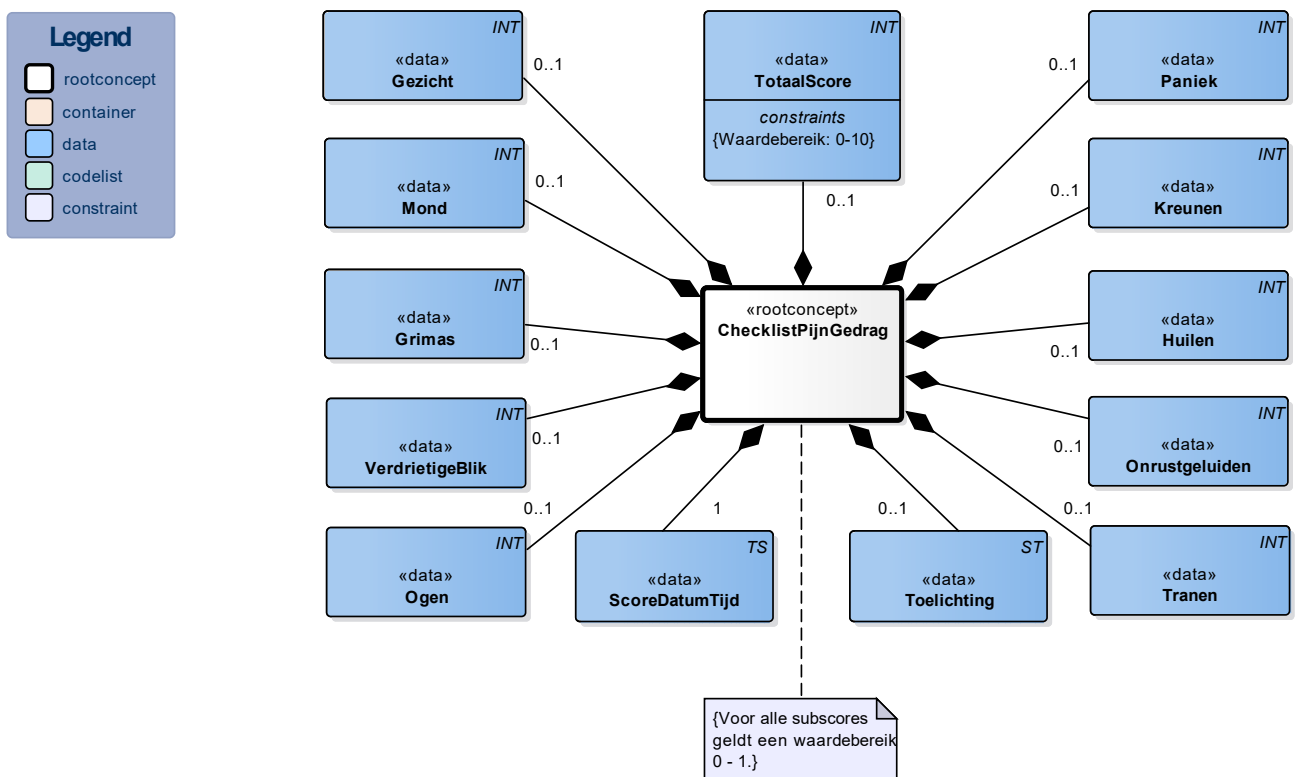 Legend
rootconcept
container
data
codelist
constraint
INT
«data»
Gezicht
0..1
INT
«data»
Mond
0..1
INT
«data»
Grimas
0..1
INT
«data»
VerdrietigeBlik
0..1
INT
«data»
Ogen
0..1
INT
«data»
TotaalScore
constraints
{Waardebereik: 0-10}
0..1
«rootconcept»
ChecklistPijnGedrag
TS
«data»
ScoreDatumTijd
1
ST
«data»
Toelichting
0..1
INT
«data»
Paniek
0..1
INT
«data»
Kreunen
0..1
INT
«data»
Huilen
0..1
INT
«data»
Onrustgeluiden
0..1
INT
«data»
Tranen
0..1
{Voor alle subscores
geldt een waardebereik
0 - 1.}